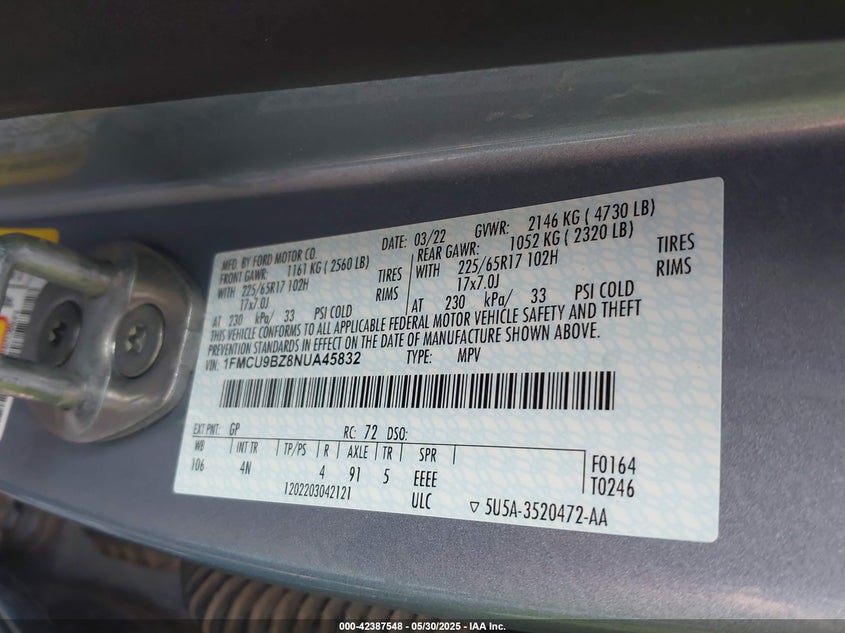 MFD. BY FORD MOTOR CO.
DATE: 03/22 GVWR: 2146 KG ( 4730 LB)
FRONT GAWR: 1161 KG ( 2560 LB) REAR GAWR: 1052 KG ( 2320 LB)
WITH 225/65R17 102H TIRES WITH 225/65R17 102H TIRES
17x7.0J RIMS 17x7.0J RIMS
AT 230 kPa/ 33 PSI COLD AT 230 kPa/ 33 PSI COLD
THIS VEHICLE CONFORMS TO ALL APPLICABLE FEDERAL MOTOR VEHICLE SAFETY AND THEFT
PREVENTION STANDARDS IN EFFECT ON THE DATE OF MANUFACTURE SHOWN ABOVE.
VIN: 1FMCU9BZ8NUA45832 TYPE: MPV
EXT PNT: GP RC: 72 DSO:
WB INT TR TP/PS R AXLE TR SPR
106 4N 4 91 5 EEEE
F0164
T0246
1202203042121 ULC ▽ 5U5A-3520472-AA
000-42387548 - 05/30/2025 - IAA Inc.